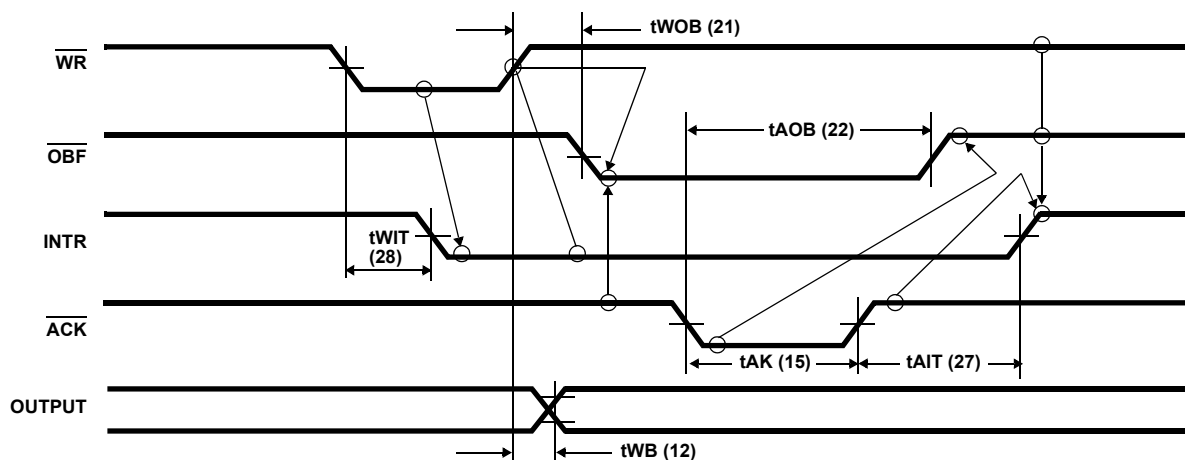 tWOB (21)
WR
tAOB (22)
OBF
INTR
tWIT
(28)
ACK
tAK (15)
tAIT (27)
OUTPUT
tWB (12)